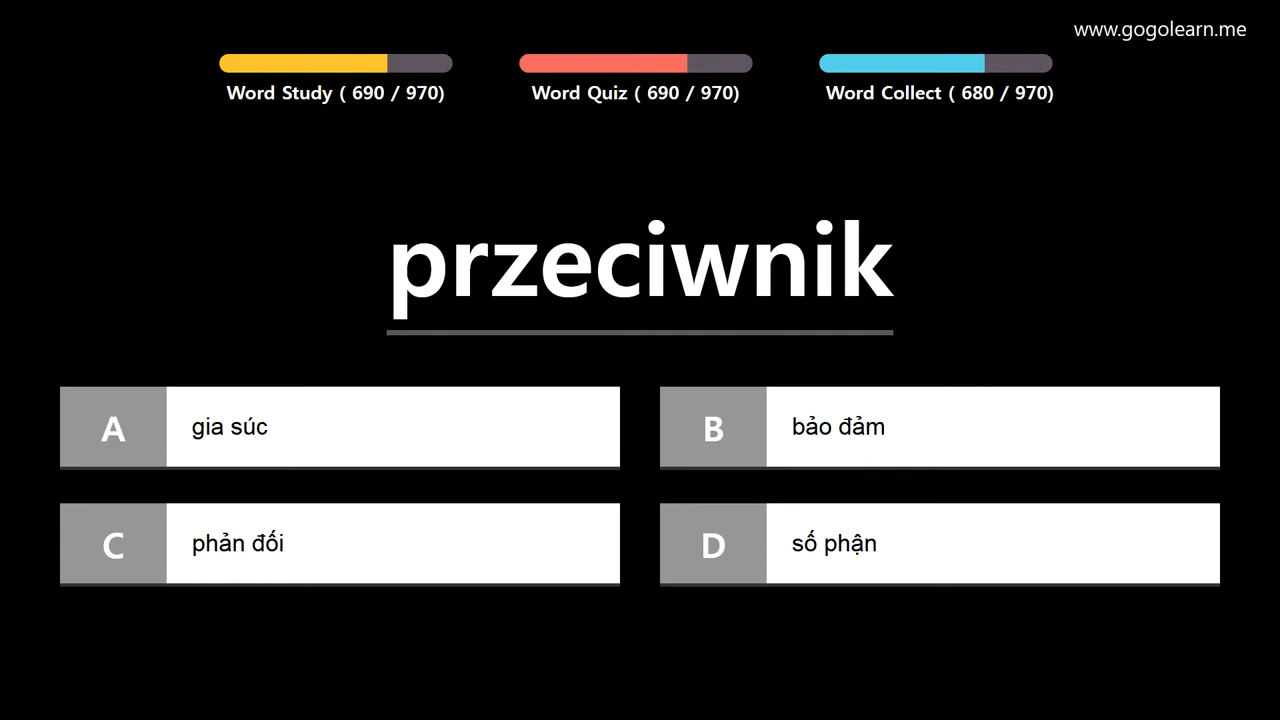 www.gogolearn.me
Word Study ( 690 / 970)
Word Quiz ( 690 / 970)
Word Collect ( 680 / 970)
przeciwnik
A
gia súc
B
bảo đảm
C
phản đối
D
số phận